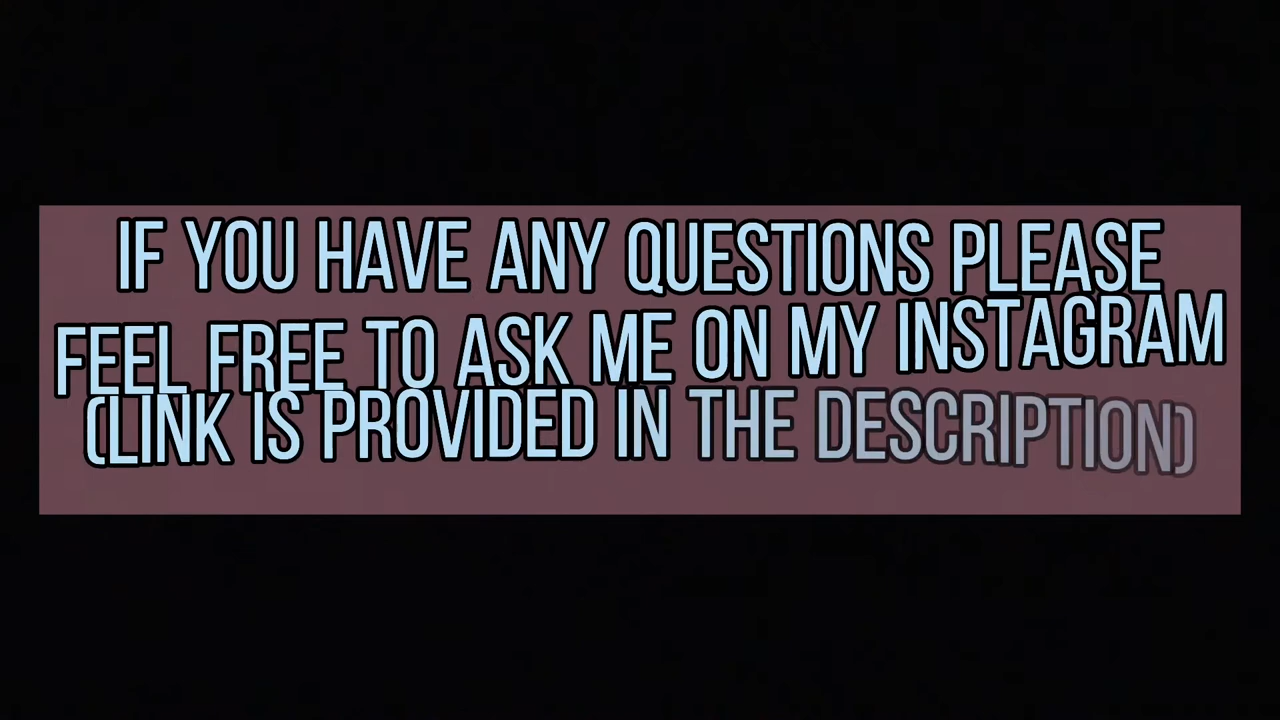 IF YOU HAVE ANY QUESTIONS PLEASE
FEEL FREE TO ASK ME ON MY INSTAGRAM
(LINK IS PROVIDED IN THE DESCRIPTION)